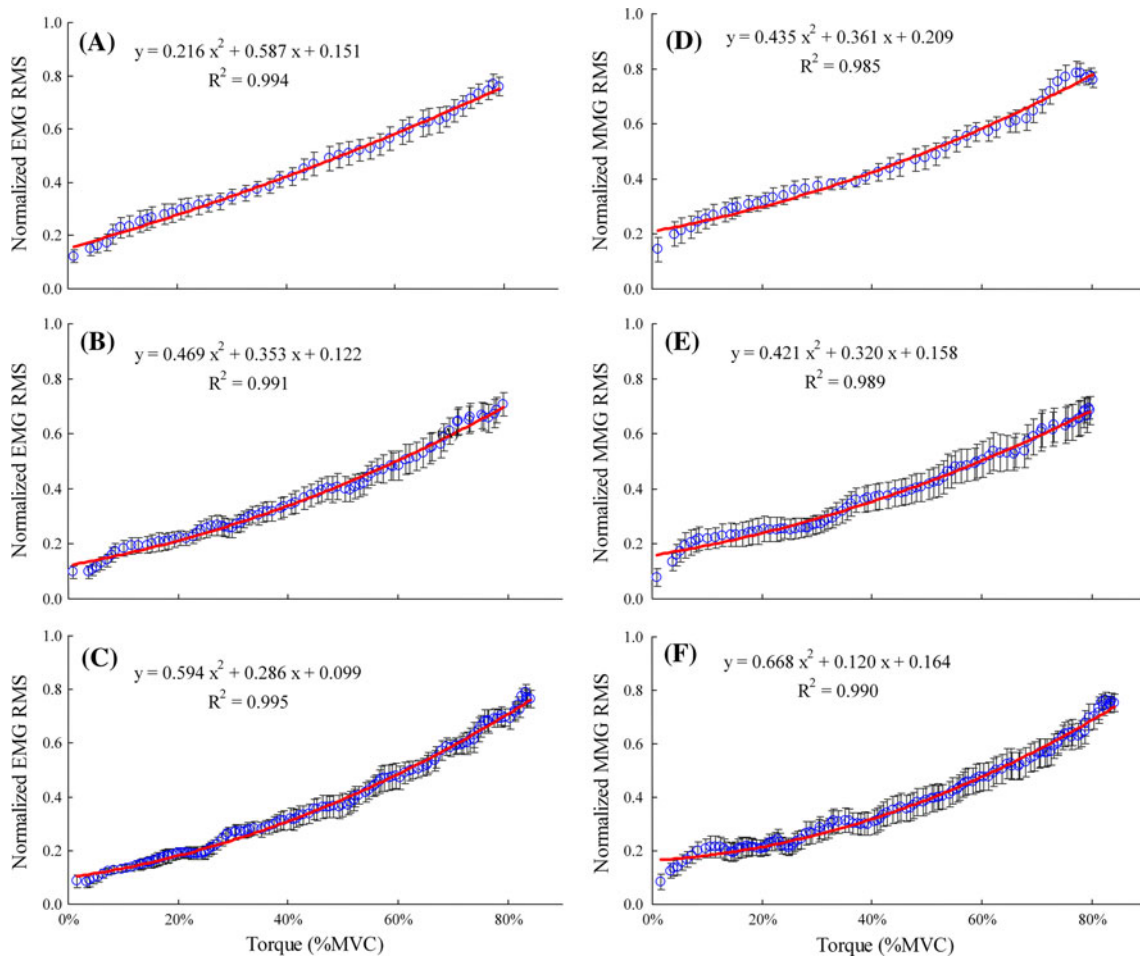 (A)
y = 0.216 x² + 0.587 x + 0.151
R² = 0.994
Normalized EMG RMS
1.0
0.8
0.6
0.4
0.2
0.0
(D)
y = 0.435 x² + 0.361 x + 0.209
R² = 0.985
Normalized MMG RMS
1.0
0.8
0.6
0.4
0.2
0.0
(B)
y = 0.469 x² + 0.353 x + 0.122
R² = 0.991
Normalized EMG RMS
1.0
0.8
0.6
0.4
0.2
0.0
(E)
y = 0.421 x² + 0.320 x + 0.158
R² = 0.989
Normalized MMG RMS
1.0
0.8
0.6
0.4
0.2
0.0
(C)
y = 0.594 x² + 0.286 x + 0.099
R² = 0.995
Normalized EMG RMS
1.0
0.8
0.6
0.4
0.2
0.0
0% 20% 40% 60% 80%
Torque (%MVC)
(F)
y = 0.668 x² + 0.120 x + 0.164
R² = 0.990
Normalized MMG RMS
1.0
0.8
0.6
0.4
0.2
0.0
0% 20% 40% 60% 80%
Torque (%MVC)